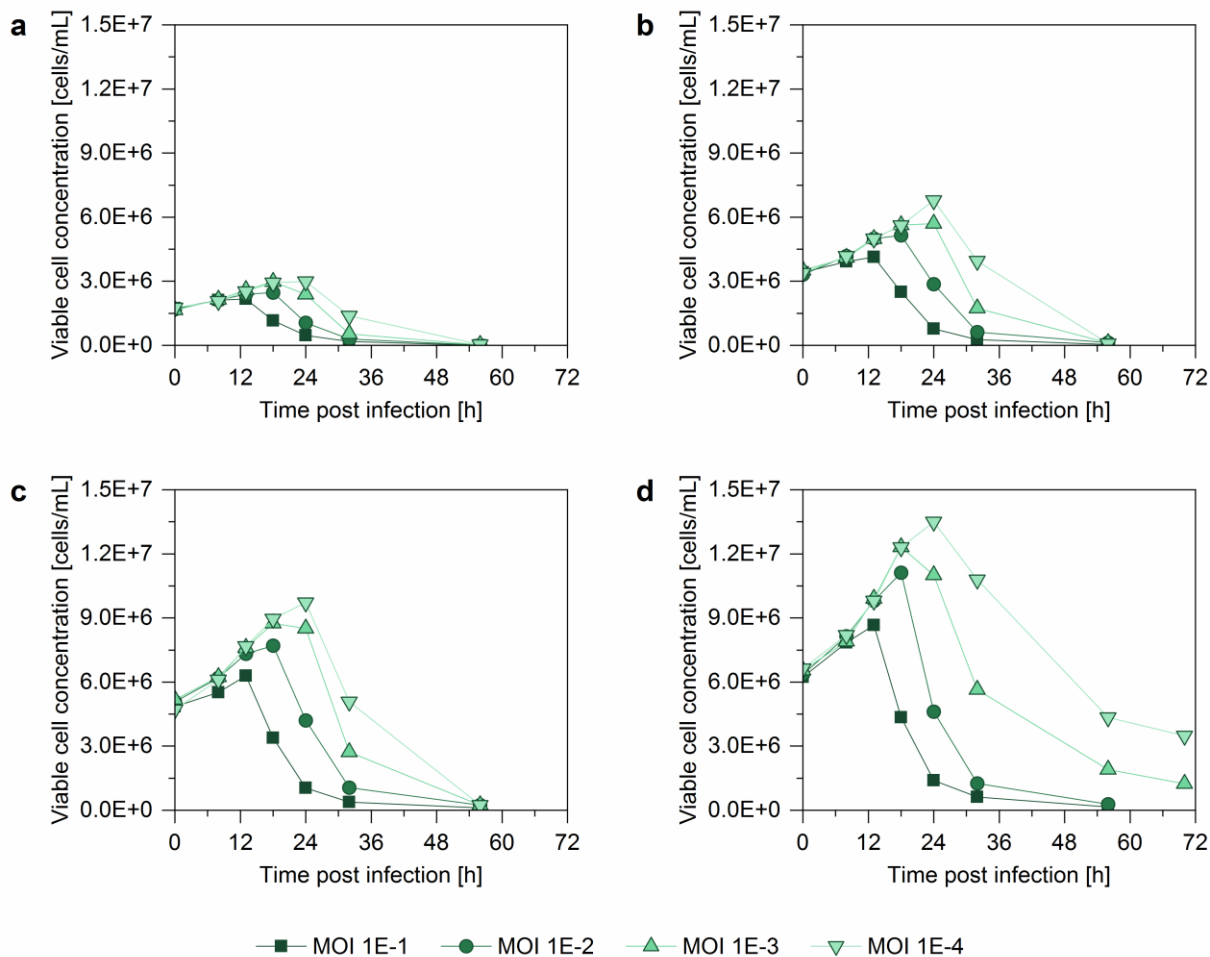 a
Viable cell concentration [cells/mL]
1.5E+7
1.2E+7
9.0E+6
6.0E+6
3.0E+6
0.0E+0
0 12 24 36 48 60 72
Time post infection [h]
b
Viable cell concentration [cells/mL]
1.5E+7
1.2E+7
9.0E+6
6.0E+6
3.0E+6
0.0E+0
0 12 24 36 48 60 72
Time post infection [h]
c
Viable cell concentration [cells/mL]
1.5E+7
1.2E+7
9.0E+6
6.0E+6
3.0E+6
0.0E+0
0 12 24 36 48 60 72
Time post infection [h]
d
Viable cell concentration [cells/mL]
1.5E+7
1.2E+7
9.0E+6
6.0E+6
3.0E+6
0.0E+0
0 12 24 36 48 60 72
Time post infection [h]
MOI 1E-1 MOI 1E-2 MOI 1E-3 MOI 1E-4